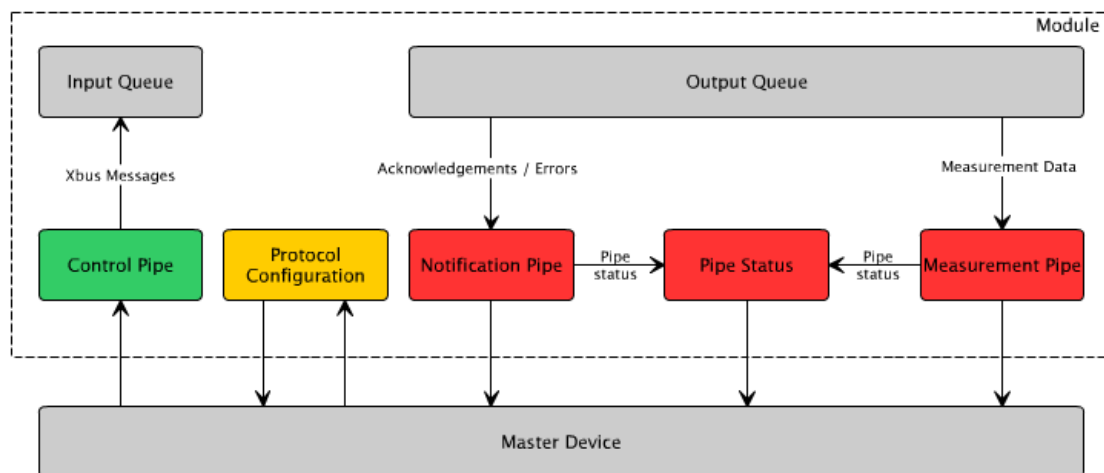 Module
Input Queue
Output Queue
Xbus Messages
Acknowledgements / Errors
Measurement Data
Control Pipe
Protocol
Configuration
Notification Pipe
Pipe
status
Pipe Status
Pipe
status
Measurement Pipe
Master Device